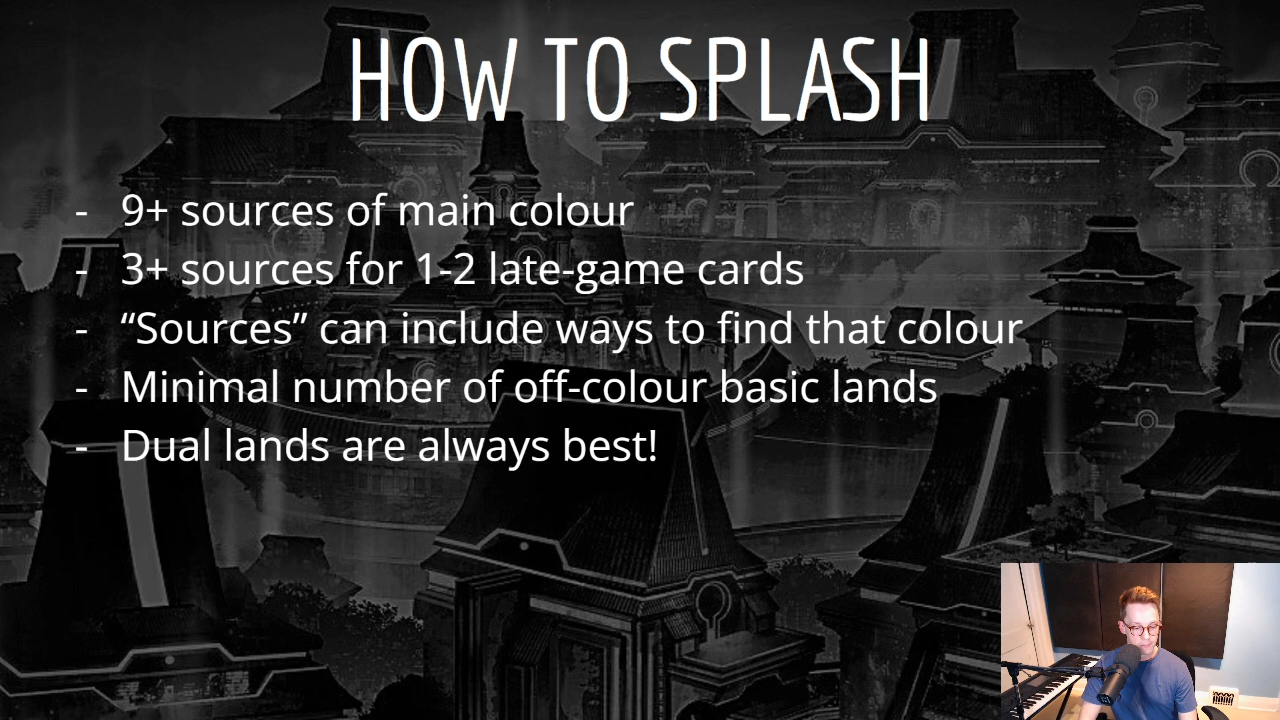 HOW TO SPLASH
- 9+ sources of main colour
- 3+ sources for 1-2 late-game cards
- “Sources” can include ways to find that colour
- Minimal number of off-colour basic lands
- Dual lands are always best!